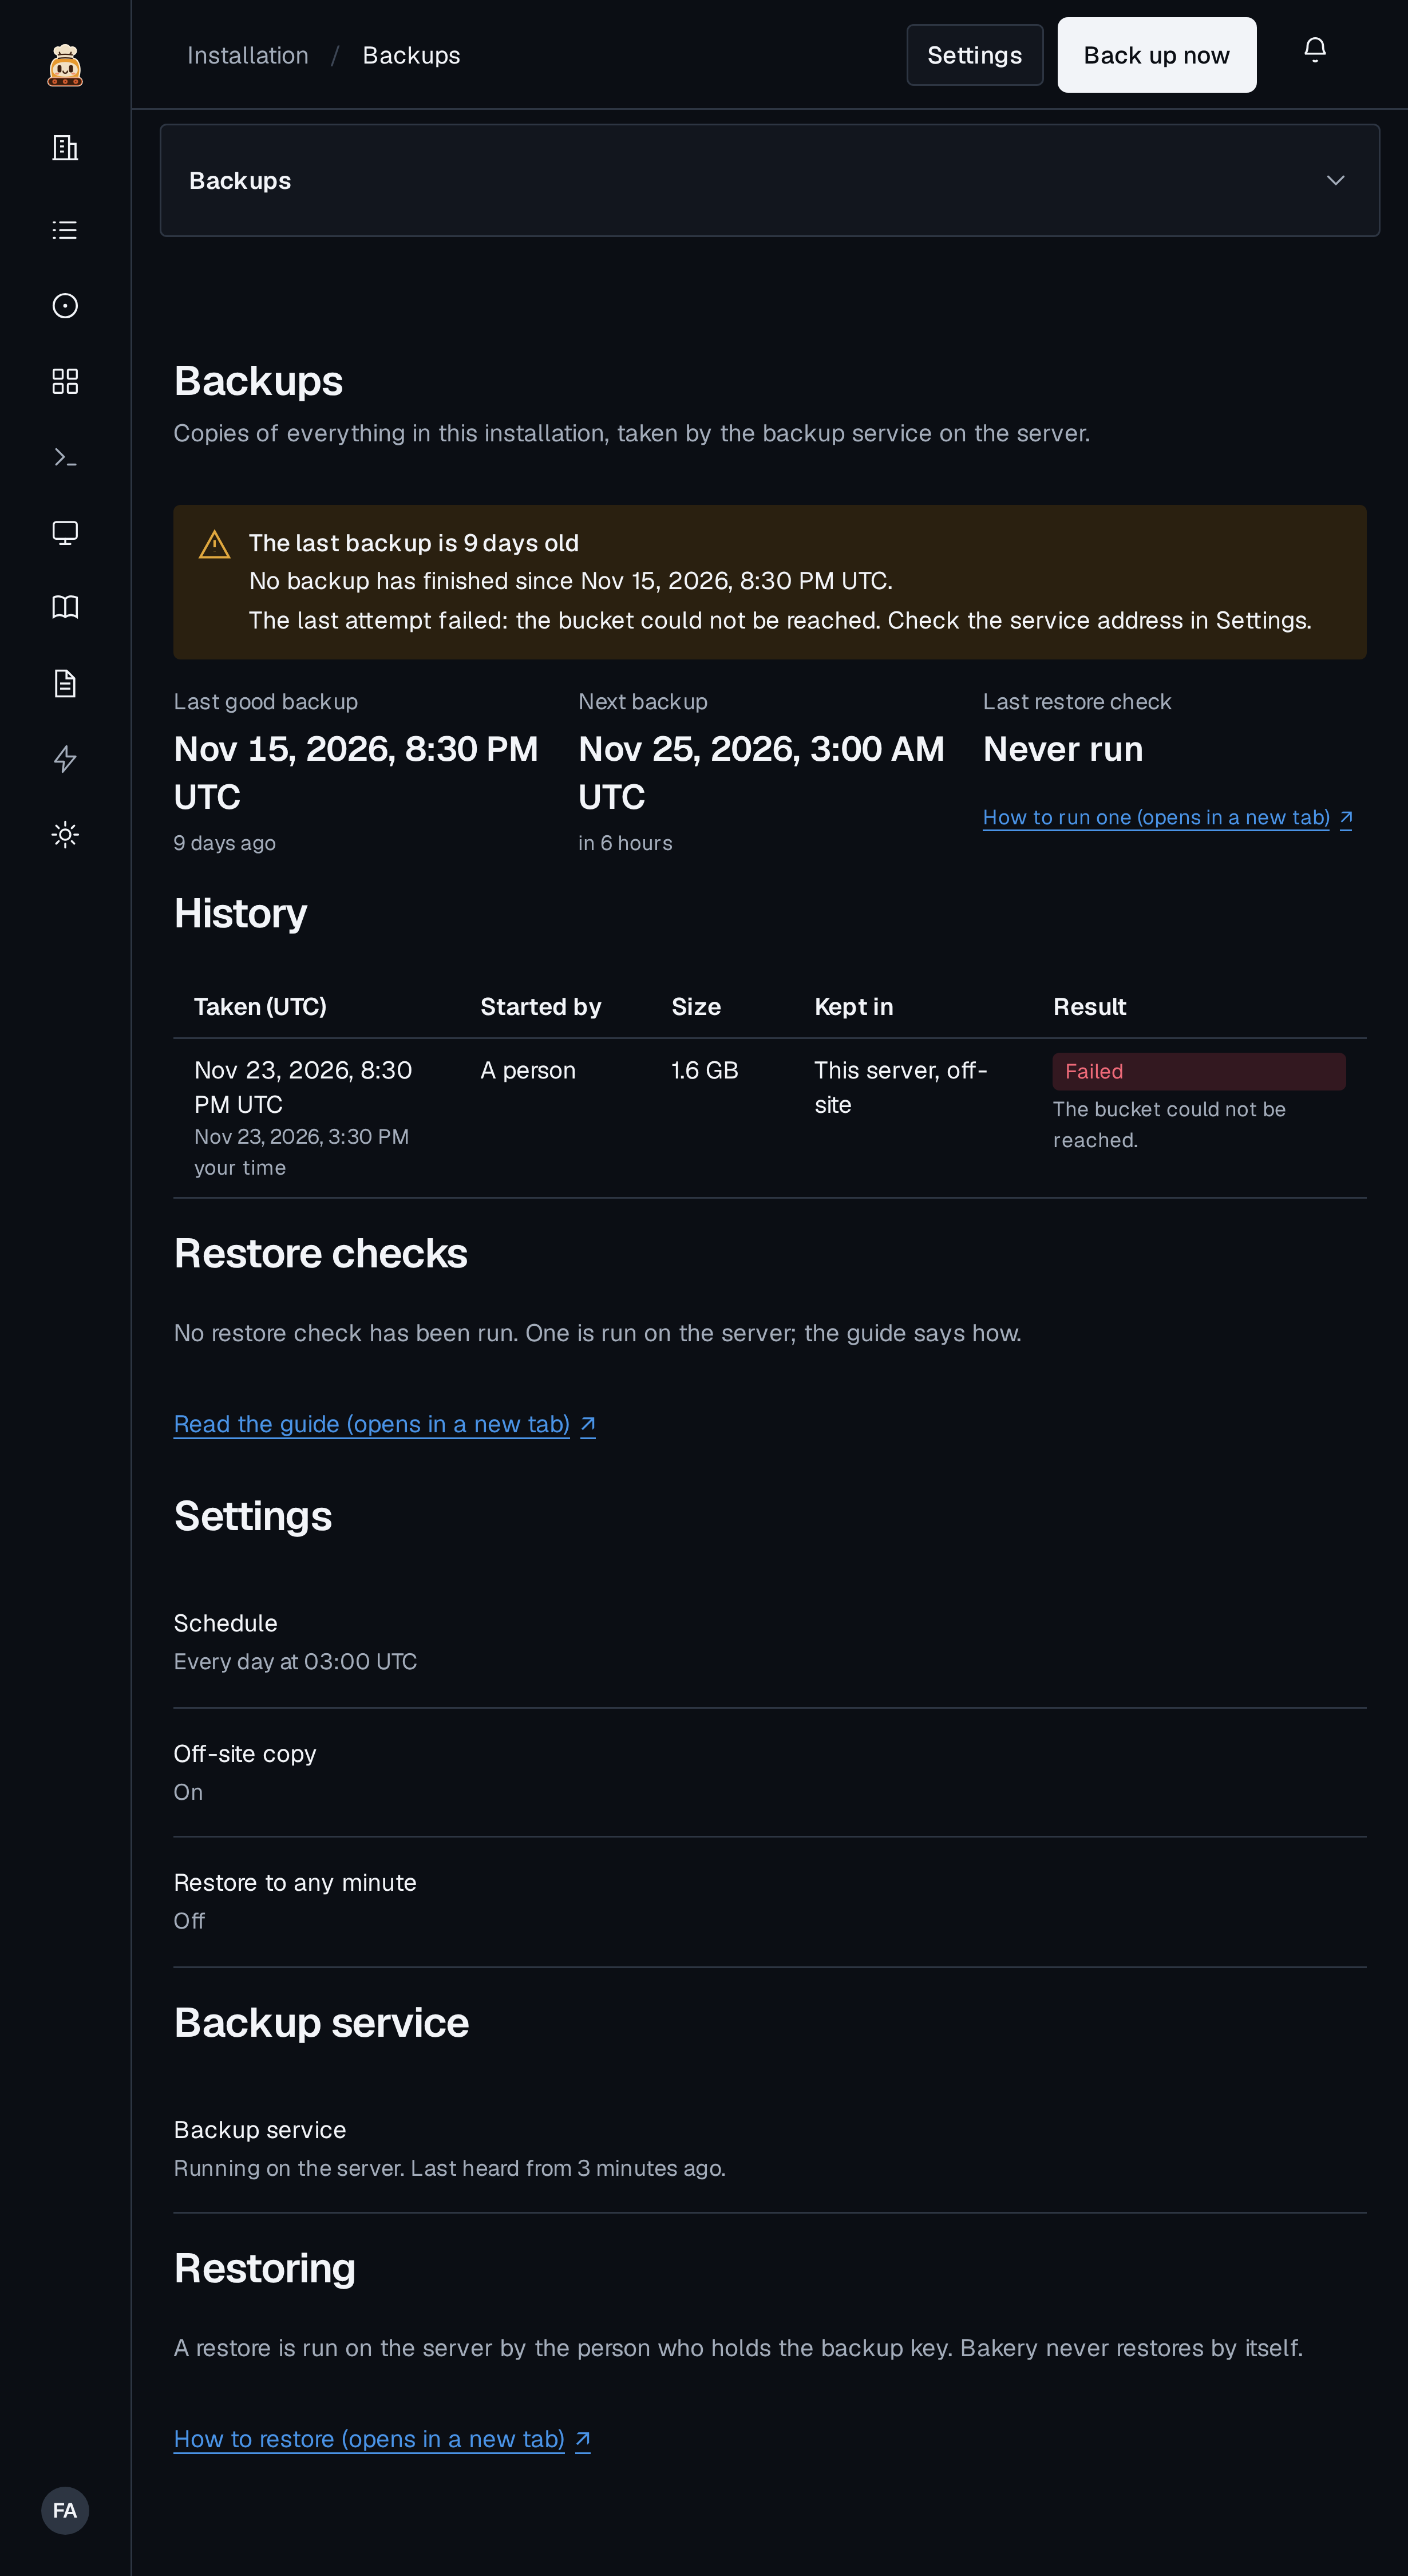 Installation / Backups
Settings
Back up now
Backups
Backups
Copies of everything in this installation, taken by the backup service on the server.
The last backup is 9 days old
No backup has finished since Nov 15, 2026, 8:30 PM UTC.
The last attempt failed: the bucket could not be reached. Check the service address in Settings.
Last good backup
Nov 15, 2026, 8:30 PM
UTC
9 days ago
Next backup
Nov 25, 2026, 3:00 AM
UTC
in 6 hours
Last restore check
Never run
How to run one (opens in a new tab)
History
Taken (UTC) Started by Size Kept in Result
Nov 23, 2026, 8:30
PM UTC
Nov 23, 2026, 3:30 PM
your time
A person
1.6 GB
This server, off-
site
Failed
The bucket could not be
reached.
Restore checks
No restore check has been run. One is run on the server; the guide says how.
Read the guide (opens in a new tab)
Settings
Schedule
Every day at 03:00 UTC
Off-site copy
On
Restore to any minute
Off
Backup service
Backup service
Running on the server. Last heard from 3 minutes ago.
Restoring
A restore is run on the server by the person who holds the backup key. Bakery never restores by itself.
How to restore (opens in a new tab)
FA